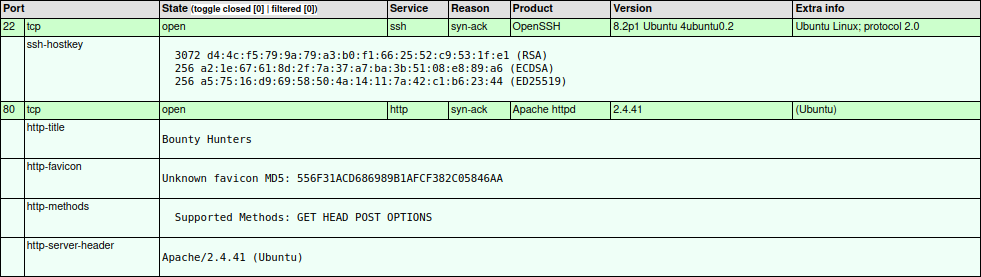 Port State (toggle closed [0] | filtered [0]) Service Reason Product Version Extra info
22 tcp open ssh syn-ack OpenSSH 8.2p1 Ubuntu 4ubuntu0.2 Ubuntu Linux; protocol 2.0
ssh-hostkey
3072 d4:4c:f5:79:9a:79:a3:b0:f1:66:25:52:c9:53:1f:e1 (RSA)
256 a2:1e:67:61:8d:2f:7a:37:a7:ba:3b:51:08:e8:89:a6 (ECDSA)
256 a5:75:16:d9:69:58:50:4a:14:11:7a:42:c1:b6:23:44 (ED25519)
80 tcp open http syn-ack Apache httpd 2.4.41 (Ubuntu)
http-title
Bounty Hunters
http-favicon
Unknown favicon MD5: 556F31ACD686989B1AFCF382C05846AA
http-methods
Supported Methods: GET HEAD POST OPTIONS
http-server-header
Apache/2.4.41 (Ubuntu)